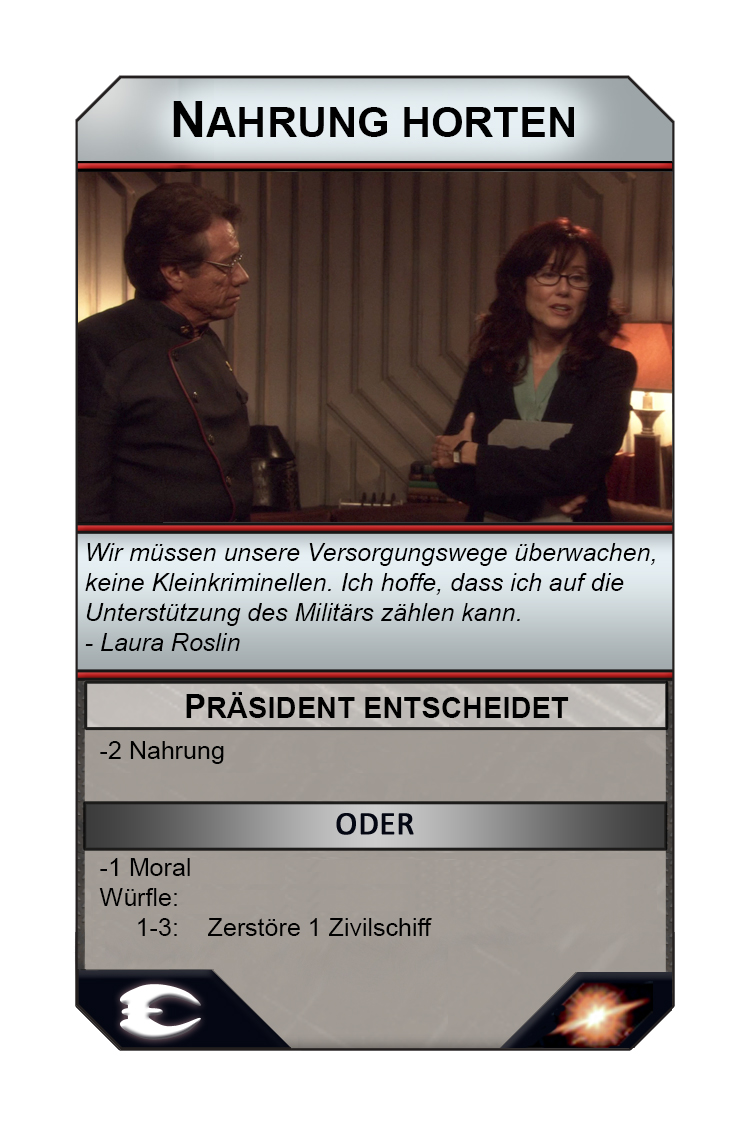 NAHRUNG HORTEN
Wir müssen unsere Versorgungswege überwachen,
keine Kleinkriminellen. Ich hoffe, dass ich auf die
Unterstützung des Militärs zählen kann.
- Laura Roslin
PRÄSIDENT ENTSCHEIDET
-2 Nahrung
ODER
-1 Moral
Würfle:
1-3: Zerstöre 1 Zivilschiff